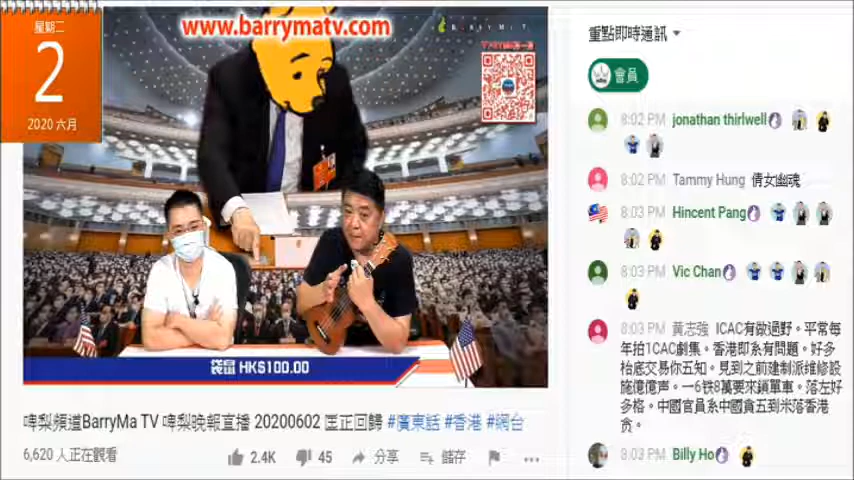 星期二
2
2020 六月
www.barrymatv.com
BARRYMATV
袋富 HK$100.00
啤梨頻道BarryMa TV 啤梨晚報直播 20200602 匡正回歸 #廣東話 #香港 #網台
6,620 人正在觀看
2.4K
45
分享
儲存
重點即時通訊
會員
8:02 PM jonathan thirlwell
8:02 PM Tammy Hung 倩女幽魂
8:03 PM Hincent Pang
8:03 PM Vic Chan
8:03 PM 黃志強 ICAC有做過野。平常每
年拍1CAC劇集。香港即系有問題。好多
枱底交易你五知。見到之前建制派維修設
施億億声。一6铁8萬要來鎖單車。落左好
多格。中國官員系中國貪五到米落香港
贪。
8:03 PM Billy Ho